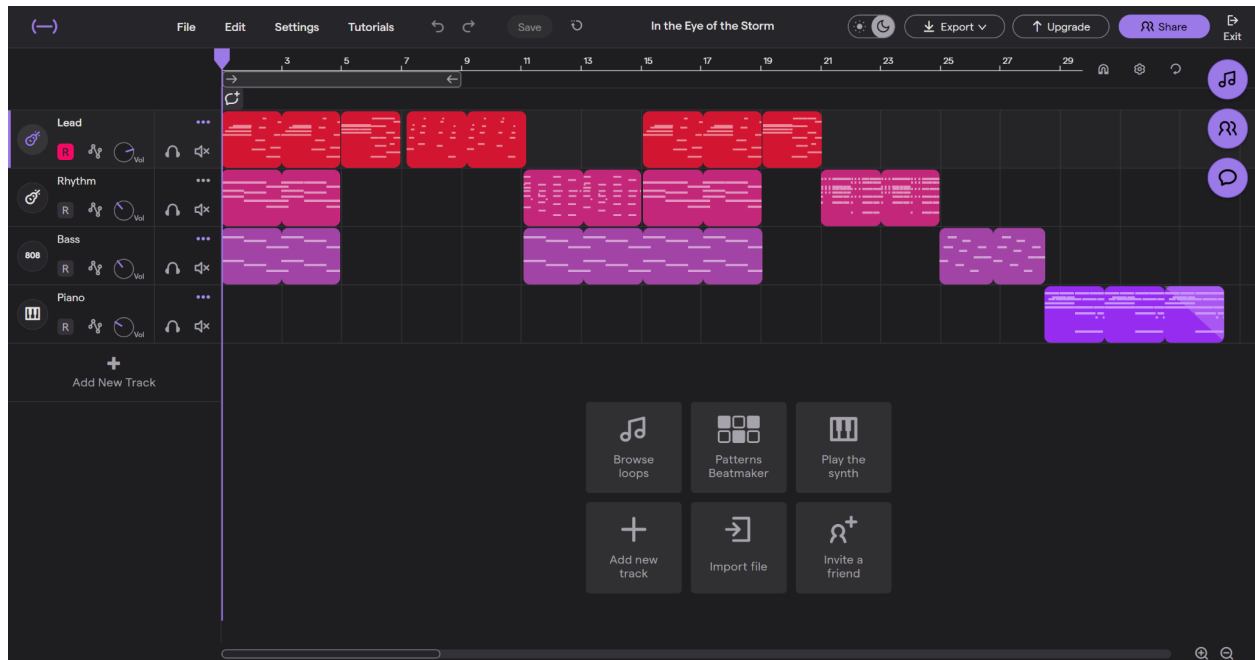 File Edit Settings Tutorials Save In the Eye of the Storm Export Upgrade Share Exit
3 5 7 9 11 13 15 17 19 21 23 25 27 29
Lead
R Vol
Rhythm
R Vol
808
Bass
R Vol
Piano
R Vol
Add New Track
Browse
loops
Patterns
Beatmaker
Play the
synth
Add new
track
Import file
Invite a
friend